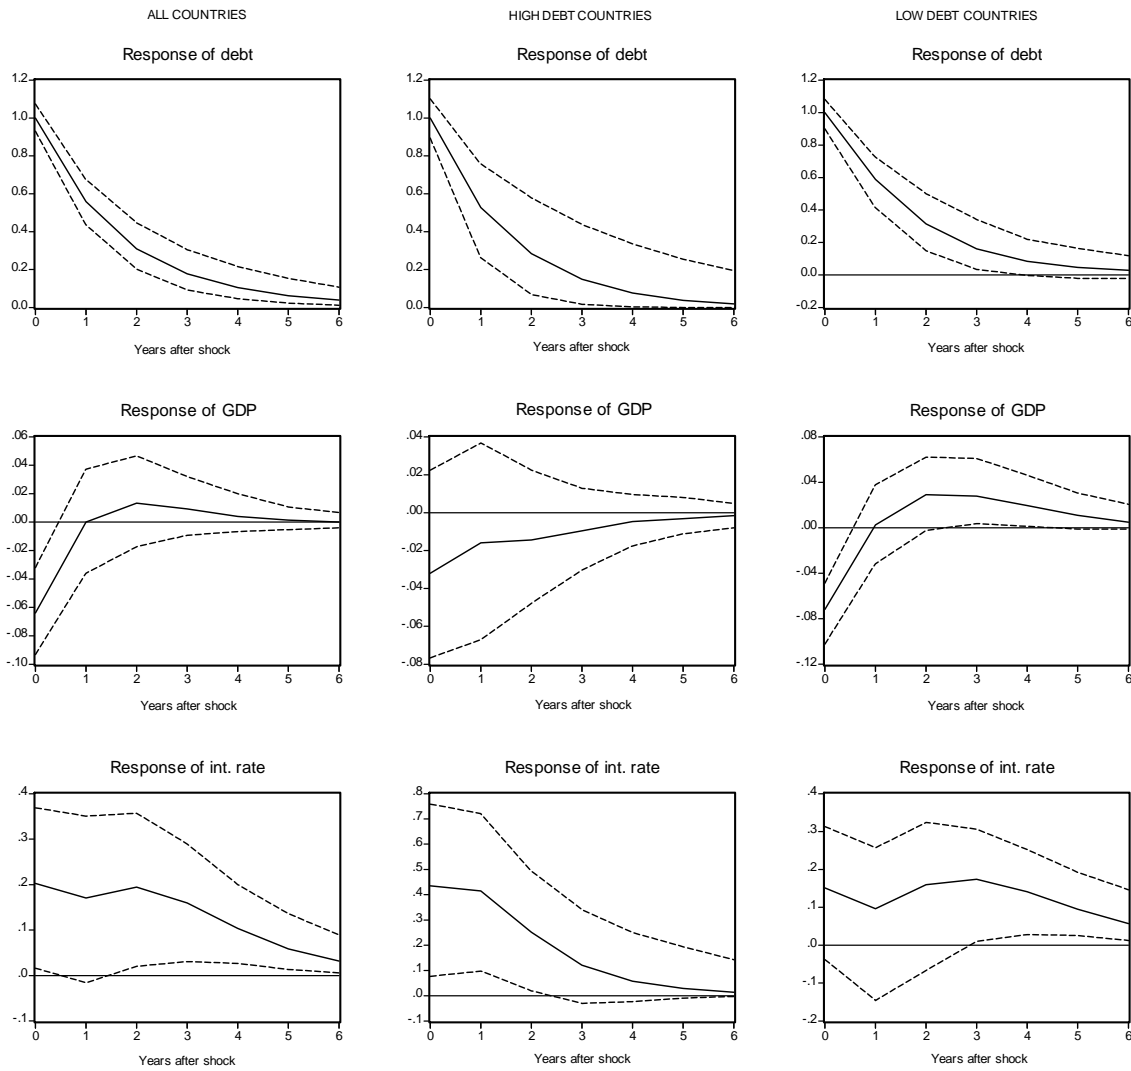 ALL COUNTRIES
HIGH DEBT COUNTRIES
LOW DEBT COUNTRIES
Response of debt
Response of debt
Response of debt
1.2
1.0
0.8
0.6
0.4
0.2
0.0
0 1 2 3 4 5 6
Years after shock
1.2
1.0
0.8
0.6
0.4
0.2
0.0
0 1 2 3 4 5 6
Years after shock
1.2
1.0
0.8
0.6
0.4
0.2
0.0
-0.2
0 1 2 3 4 5 6
Years after shock
Response of GDP
Response of GDP
Response of GDP
.06
.04
.02
.00
-.02
-.04
-.06
-.08
-.10
0 1 2 3 4 5 6
Years after shock
.04
.02
.00
-.02
-.04
-.06
-.08
0 1 2 3 4 5 6
Years after shock
.08
.04
.00
-.04
-.08
-.12
0 1 2 3 4 5 6
Years after shock
Response of int. rate
Response of int. rate
Response of int. rate
.4
.3
.2
.1
.0
-.1
0 1 2 3 4 5 6
Years after shock
.8
.7
.6
.5
.4
.3
.2
.1
.0
-.1
0 1 2 3 4 5 6
Years after shock
.4
.3
.2
.1
.0
-.1
-.2
0 1 2 3 4 5 6
Years after shock